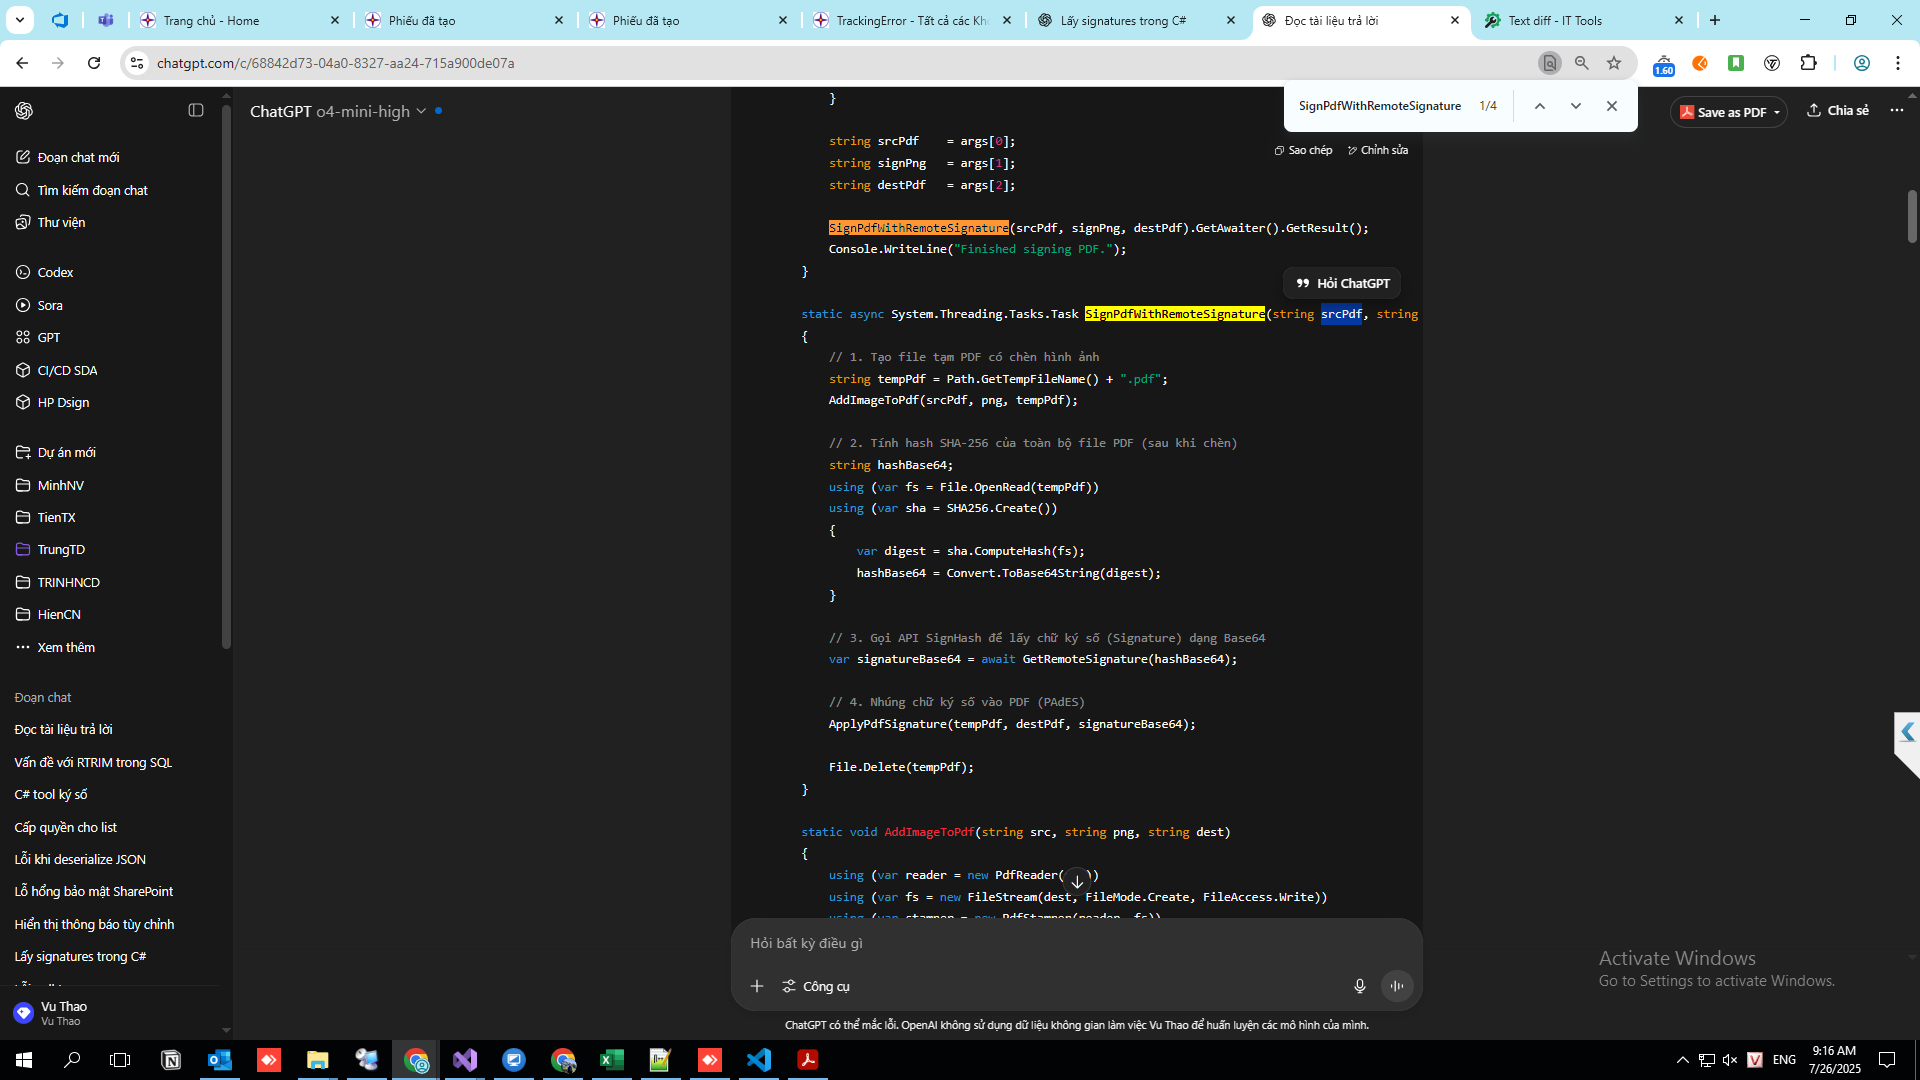 Trang chủ - Home
Phiếu đã tạo
Phiếu đã tạo
TrackingError - Tất cả các Kh
Lấy signatures trong C#
Đọc tài liệu trả lời
Text diff - IT Tools
chatgpt.com/c/68842d73-04a0-8327-aa24-715a900de07a
1.60
SignPdfWithRemoteSignature 1/4
ChatGPT o4-mini-high
Save as PDF
Chia sẻ
Sao chép
Chỉnh sửa
Đoạn chat mới
Tìm kiếm đoạn chat
Thư viện
Codex
Sora
GPT
CI/CD SDA
HP Dsign
Dự án mới
MinhNV
TienTX
TrungTD
TRINHNCD
HienCN
Xem thêm
Đoạn chat
Đọc tài liệu trả lời
Vấn đề với RTRIM trong SQL
C# tool ký số
Cấp quyền cho list
Lỗi khi deserialize JSON
Lỗ hổng bảo mật SharePoint
Hiển thị thông báo tùy chỉnh
Lấy signatures trong C#
Vu Thao
Vu Thao
}
string srcPdf = args[0];
string signPng = args[1];
string destPdf = args[2];
SignPdfWithRemoteSignature(srcPdf, signPng, destPdf).GetAwaiter().GetResult();
Console.WriteLine("Finished signing PDF.");
}
Hỏi ChatGPT
static async System.Threading.Tasks.Task SignPdfWithRemoteSignature(string srcPdf, string
{
// 1. Tạo file tạm PDF có chèn hình ảnh
string tempPdf = Path.GetTempFileName() + ".pdf";
AddImageToPdf(srcPdf, png, tempPdf);
// 2. Tính hash SHA-256 của toàn bộ file PDF (sau khi chèn)
string hashBase64;
using (var fs = File.OpenRead(tempPdf))
using (var sha = SHA256.Create())
{
var digest = sha.ComputeHash(fs);
hashBase64 = Convert.ToBase64String(digest);
}
// 3. Gọi API SignHash để lấy chữ ký số (Signature) dạng Base64
var signatureBase64 = await GetRemoteSignature(hashBase64);
// 4. Nhúng chữ ký số vào PDF (PAdES)
ApplyPdfSignature(tempPdf, destPdf, signatureBase64);
File.Delete(tempPdf);
}
static void AddImageToPdf(string src, string png, string dest)
{
using (var reader = new PdfReader( ))
using (var fs = new FileStream(dest, FileMode.Create, FileAccess.Write))
using (var stamper = new PdfStamper(reader, fs))
Hỏi bất kỳ điều gì
Công cụ
ChatGPT có thể mắc lỗi. OpenAI không sử dụng dữ liệu không gian làm việc Vu Thao để huấn luyện các mô hình của mình.
Activate Windows
Go to Settings to activate Windows.
ENG
9:16 AM
7/26/2025